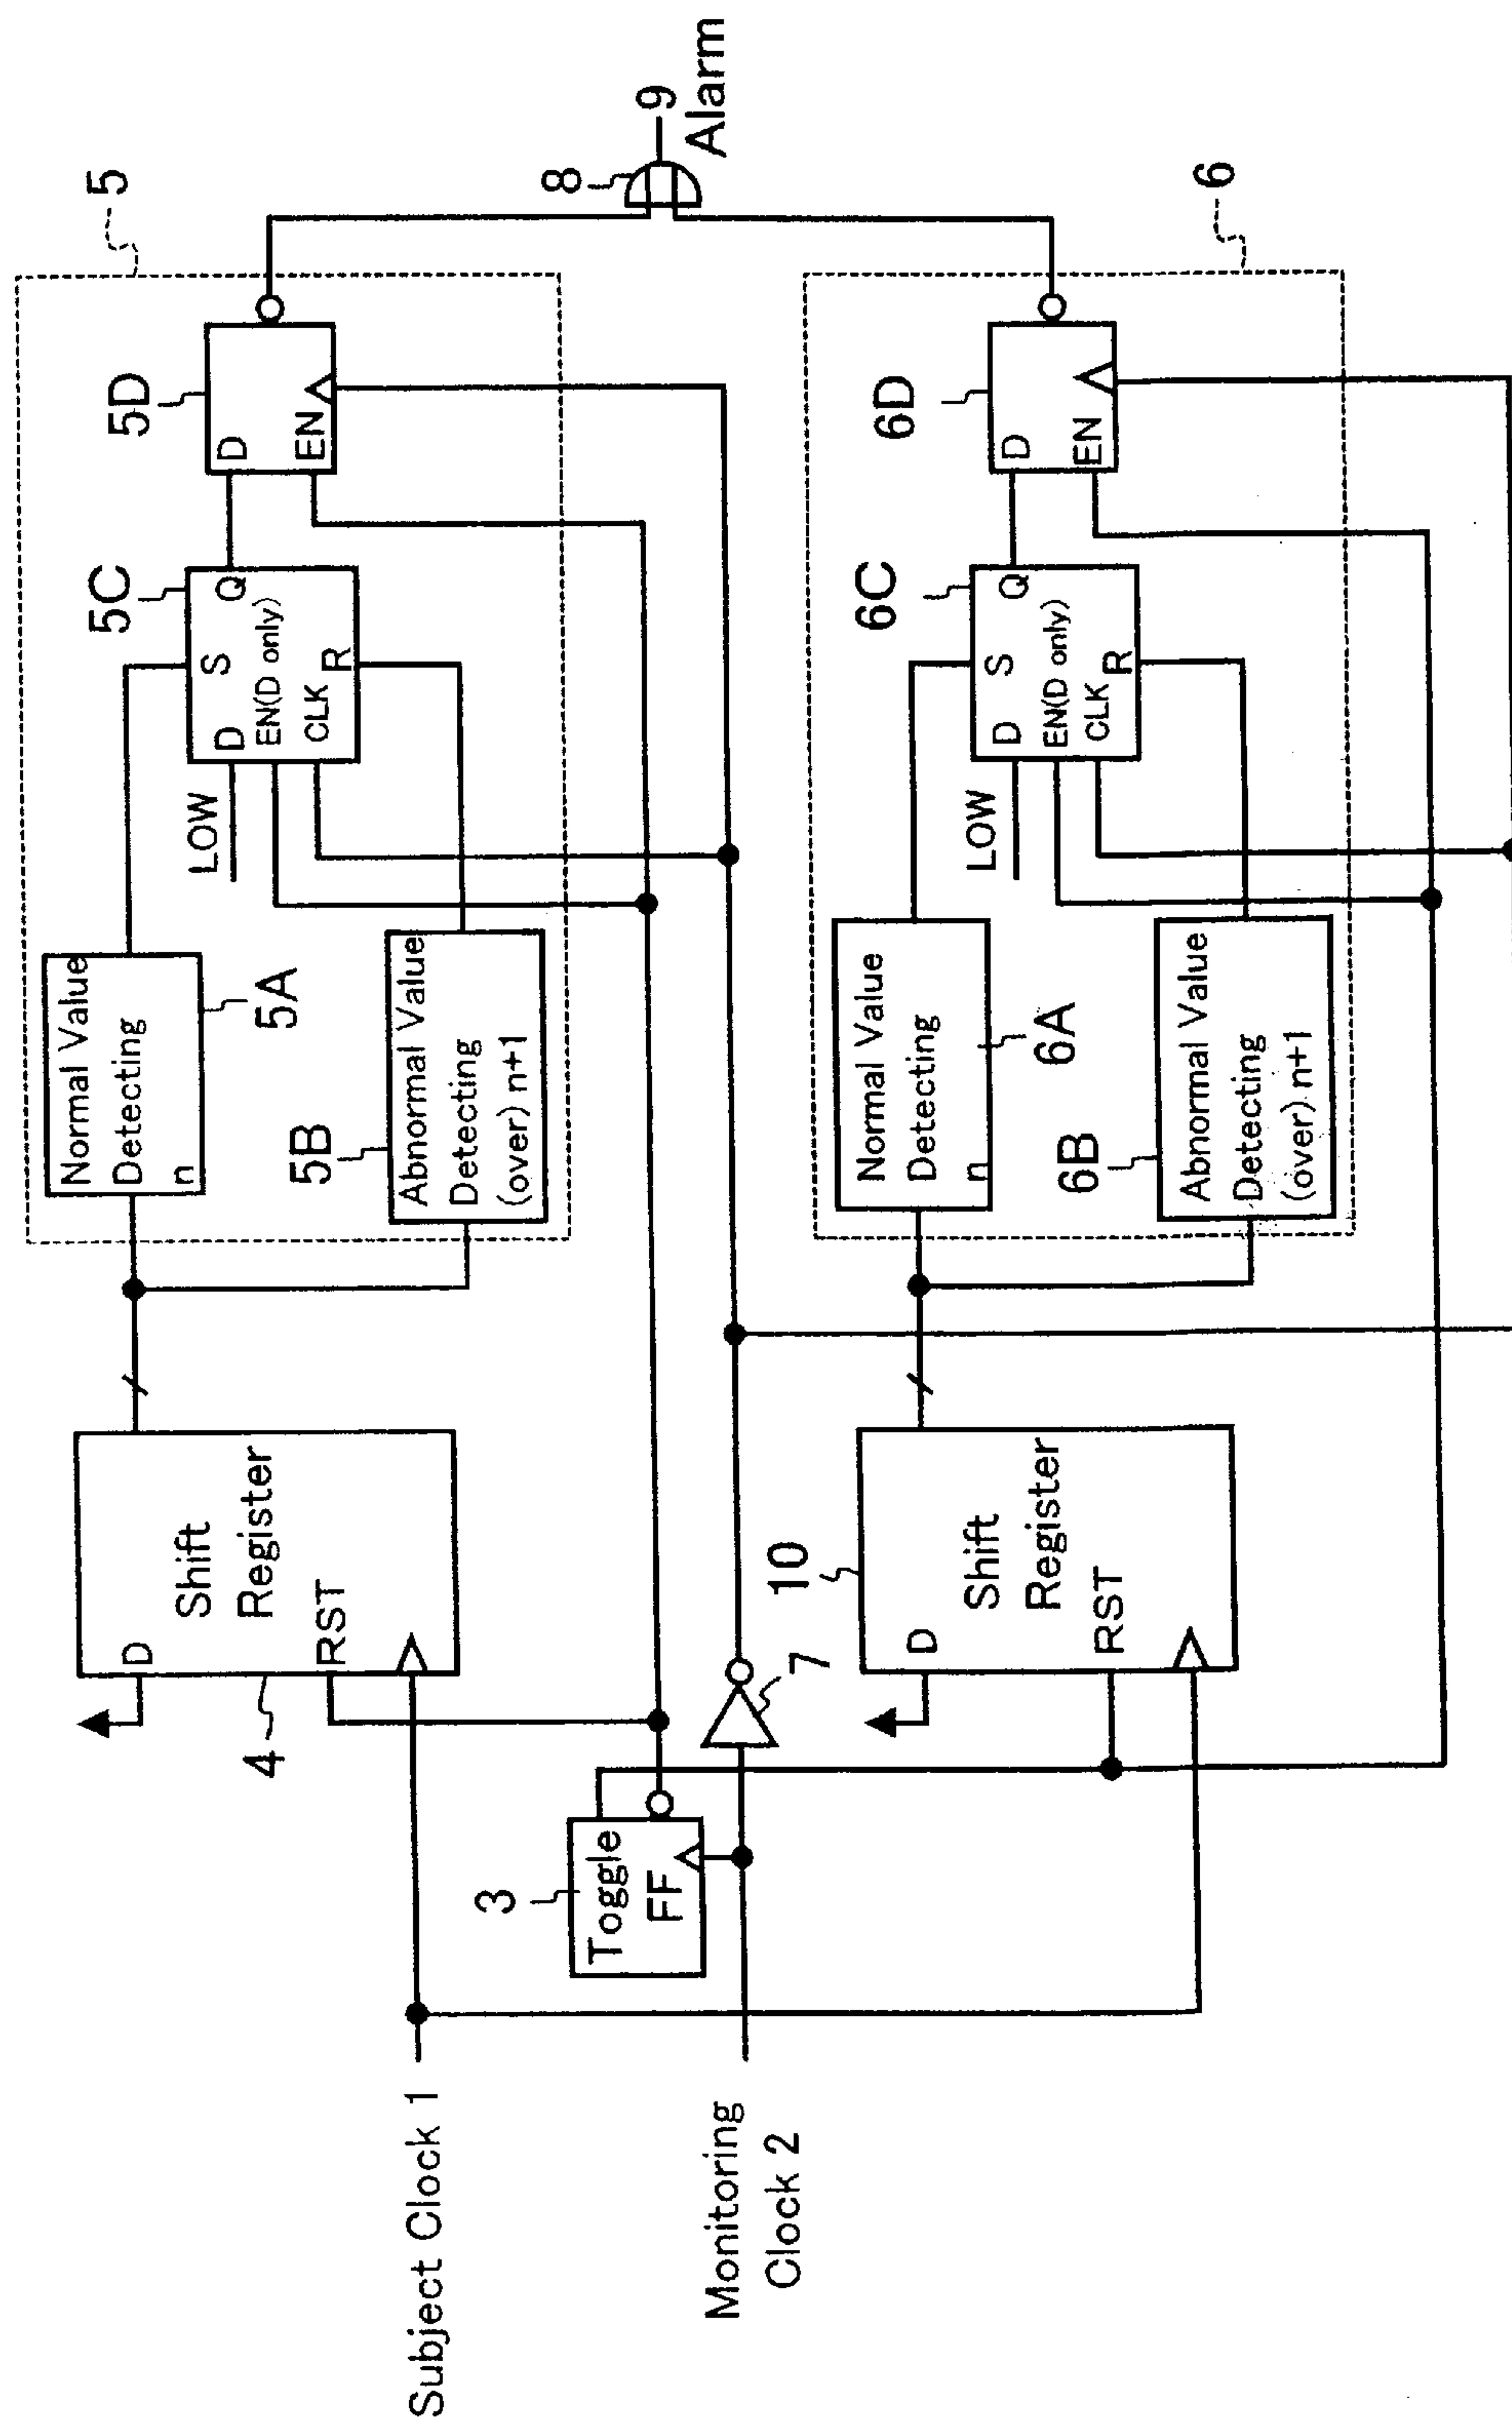 Subject Clock 1
Monitoring
Clock 2
3
Toggle
FF
4
D
Shift
Register
RST
7
10
D
Shift
Register
RST
5
Normal Value
Detecting
n
5A
5B
Abnormal Value
Detecting
(over) n+1
LOW
5C
S
D
Q
EN(D only)
CLK
R
5D
D
EN
6
Normal Value
Detecting
n
6A
6B
Abnormal Value
Detecting
(over) n+1
LOW
6C
S
D
Q
EN(D only)
CLK
R
6D
D
EN
8
9
Alarm